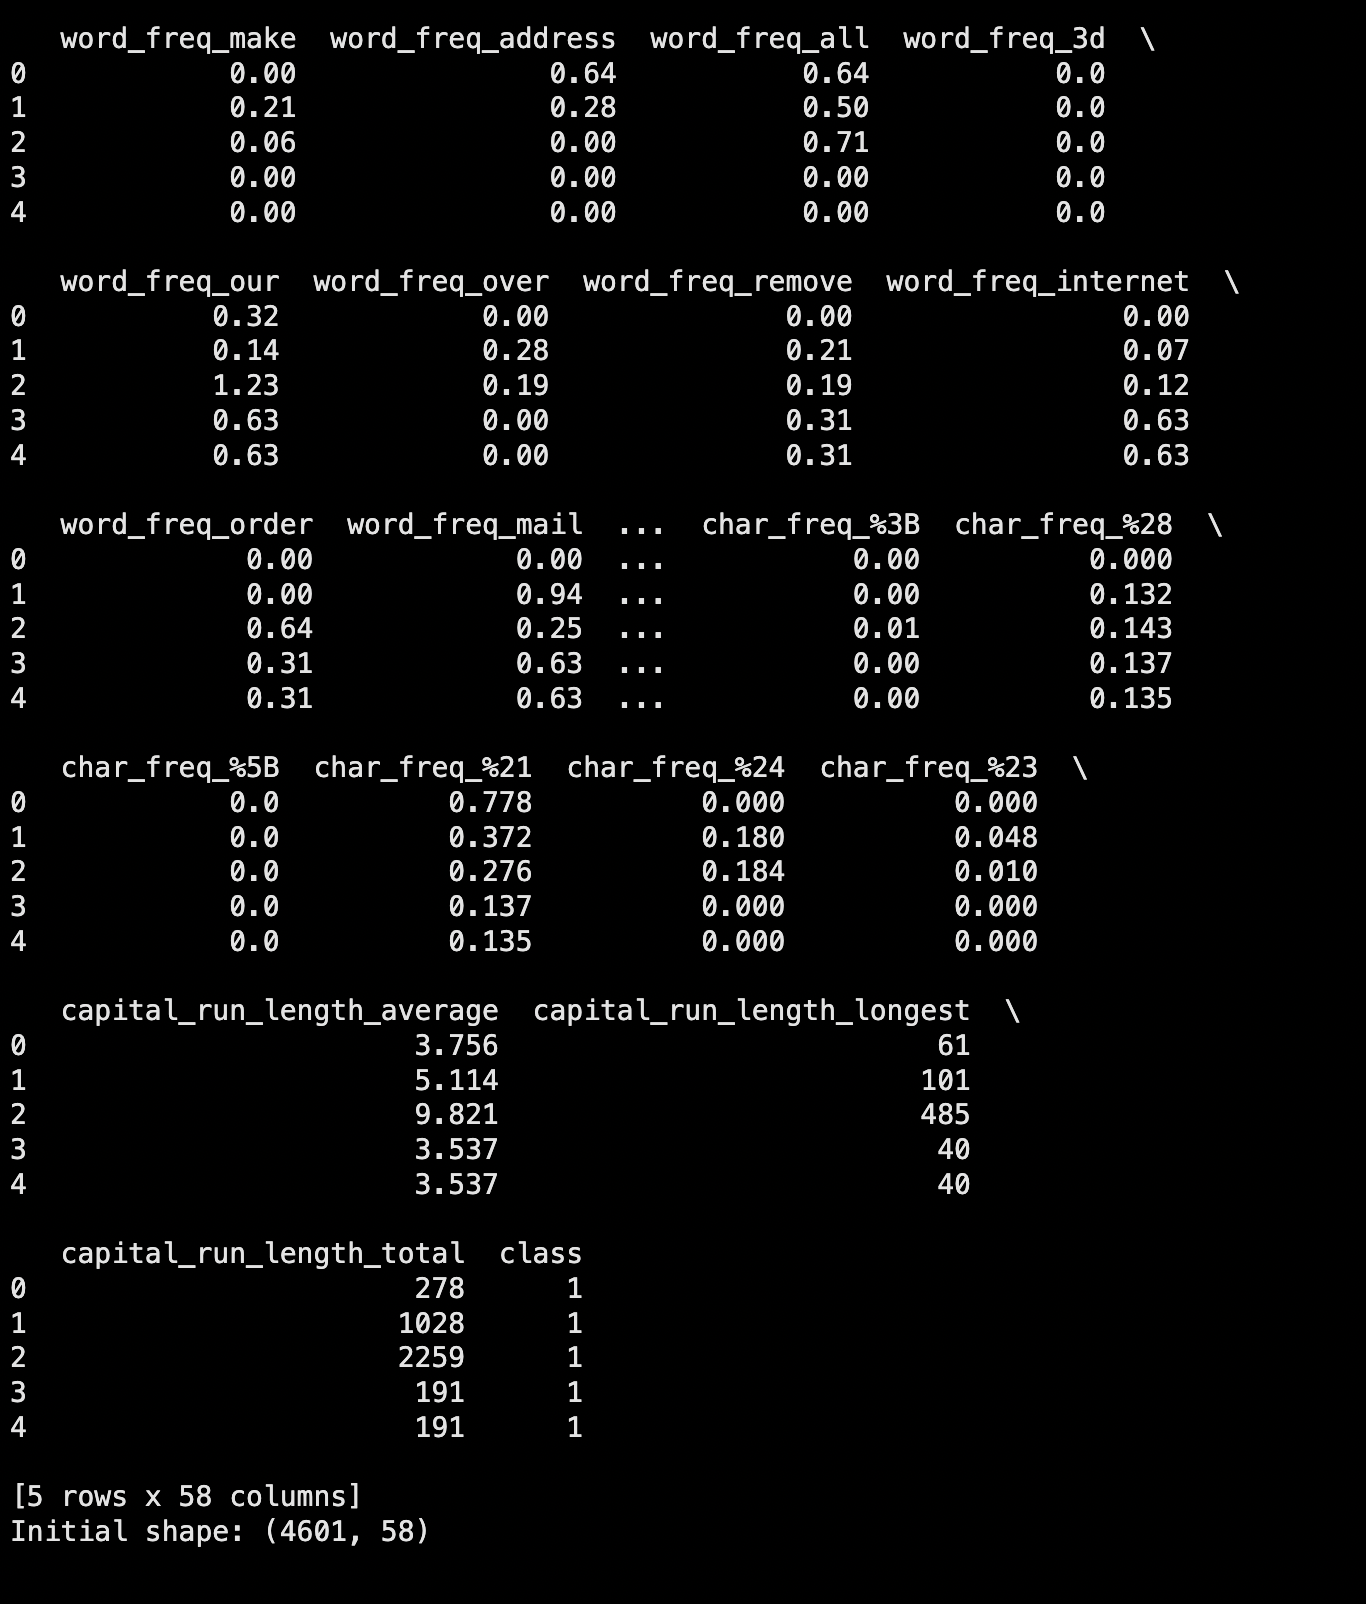 word_freq_make  word_freq_address  word_freq_all  word_freq_3d  \
0            0.00               0.64           0.64           0.0
1            0.21               0.28           0.50           0.0
2            0.06               0.00           0.71           0.0
3            0.00               0.00           0.00           0.0
4            0.00               0.00           0.00           0.0
word_freq_our  word_freq_over  word_freq_remove  word_freq_internet  \
0           0.32            0.00              0.00                0.00
1           0.14            0.28              0.21                0.07
2           1.23            0.19              0.19                0.12
3           0.63            0.00              0.31                0.63
4           0.63            0.00              0.31                0.63
word_freq_order  word_freq_mail  ...  char_freq_%3B  char_freq_%28  \
0             0.00            0.00  ...           0.00          0.000
1             0.00            0.94  ...           0.00          0.132
2             0.64            0.25  ...           0.01          0.143
3             0.31            0.63  ...           0.00          0.137
4             0.31            0.63  ...           0.00          0.135
char_freq_%5B  char_freq_%21  char_freq_%24  char_freq_%23  \
0            0.0          0.778          0.000          0.000
1            0.0          0.372          0.180          0.048
2            0.0          0.276          0.184          0.010
3            0.0          0.137          0.000          0.000
4            0.0          0.135          0.000          0.000
capital_run_length_average  capital_run_length_longest  \
0                       3.756                          61
1                       5.114                         101
2                       9.821                         485
3                       3.537                          40
4                       3.537                          40
capital_run_length_total  class
0                       278      1
1                      1028      1
2                      2259      1
3                       191      1
4                       191      1
[5 rows x 58 columns]
Initial shape: (4601, 58)